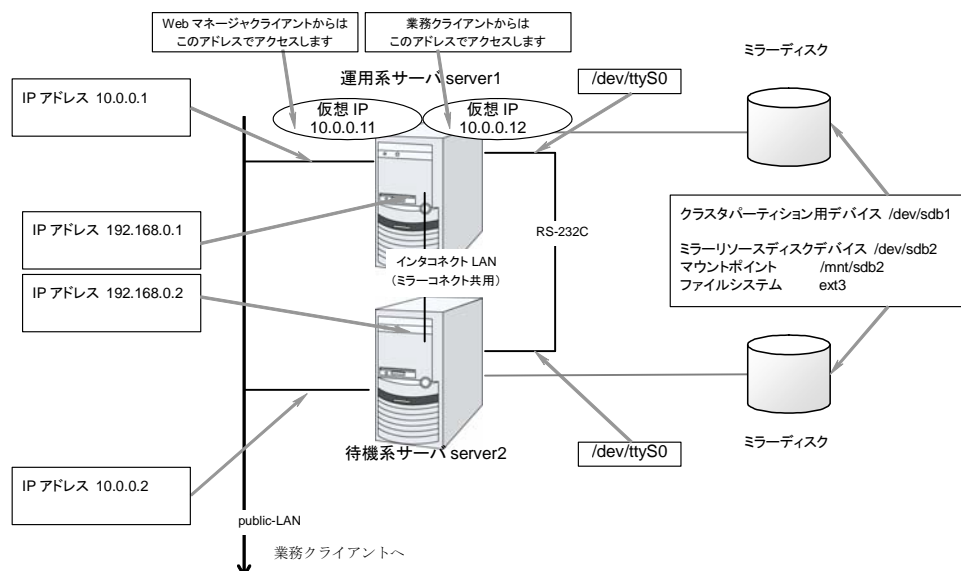 Web マネージャクライアントからは
このアドレスでアクセスします
業務クライアントからは
このアドレスでアクセスします
ミラーディスク
運用系サーバ server1
/dev/ttyS0
IP アドレス 10.0.0.1
仮想 IP
10.0.0.11
仮想 IP
10.0.0.12
IP アドレス 192.168.0.1
RS-232C
クラスタパーティション用デバイス /dev/sdb1
ミラーリソースディスクデバイス /dev/sdb2
マウントポイント /mnt/sdb2
ファイルシステム ext3
インタコネクト LAN
（ミラーコネクト共用）
IP アドレス 192.168.0.2
ミラーディスク
待機系サーバ server2
/dev/ttyS0
IP アドレス 10.0.0.2
public-LAN
業務クライアントへ